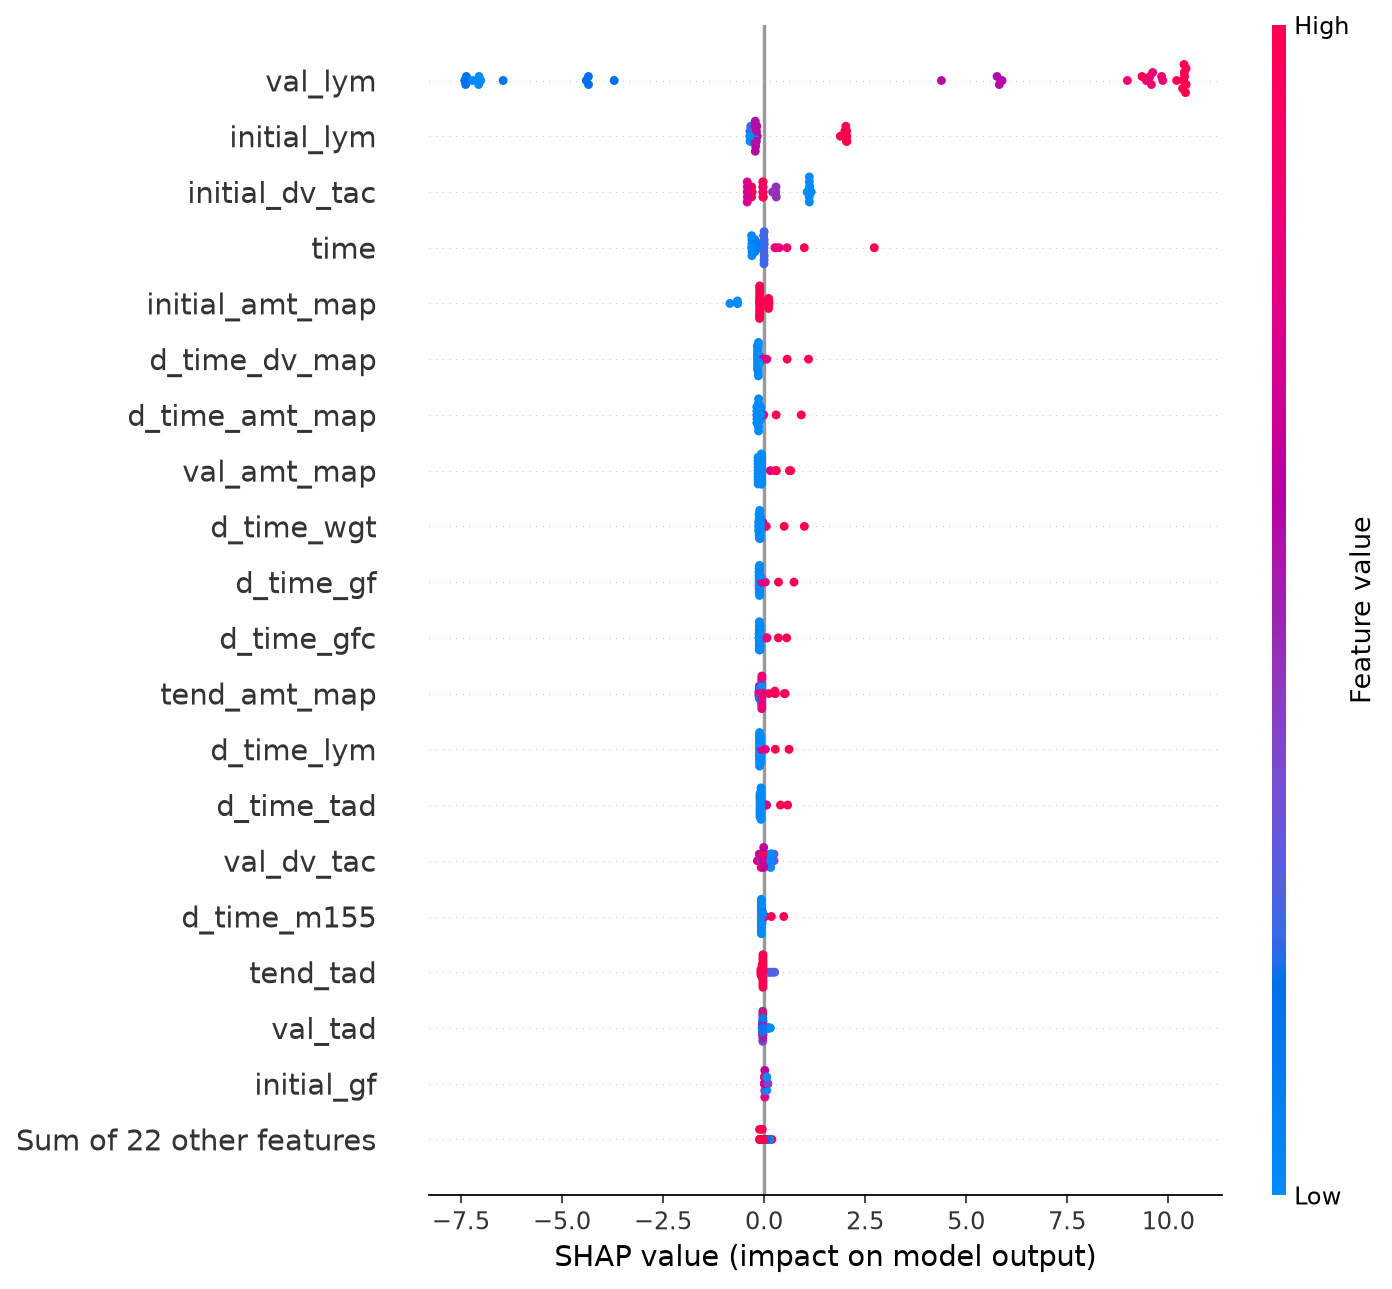 High
val_lym
initial_lym
initial_dv_tac
time
initial_amt_map
d_time_dv_map
d_time_amt_map
val_amt_map
d_time_wgt
d_time_gf
d_time_gfc
tend_amt_map
d_time_lym
d_time_tad
val_dv_tac
d_time_m155
tend_tad
val_tad
initial_gf
Sum of 22 other features
Feature value
Low
−7.5 −5.0 −2.5 0.0 2.5 5.0 7.5 10.0
SHAP value (impact on model output)